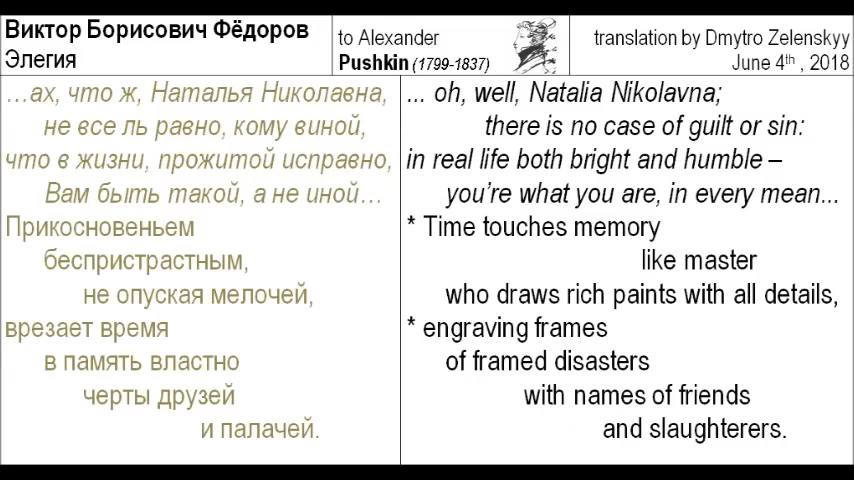 Виктор Борисович Фёдоров
Элегия
to Alexander
Pushkin (1799-1837)
translation by Dmytro Zelenskyy
June 4th , 2018
…ах, что ж, Наталья Николавна,
не все ль равно, кому виной,
что в жизни, прожитой исправно,
Вам быть такой, а не иной…
Прикосновеньем
беспристрастным,
не опуская мелочей,
врезает время
в память властно
черты друзей
и палачей.
... oh, well, Natalia Nikolavna;
there is no case of guilt or sin:
in real life both bright and humble –
you’re what you are, in every mean...
* Time touches memory
like master
who draws rich paints with all details,
* engraving frames
of framed disasters
with names of friends
and slaughterers.